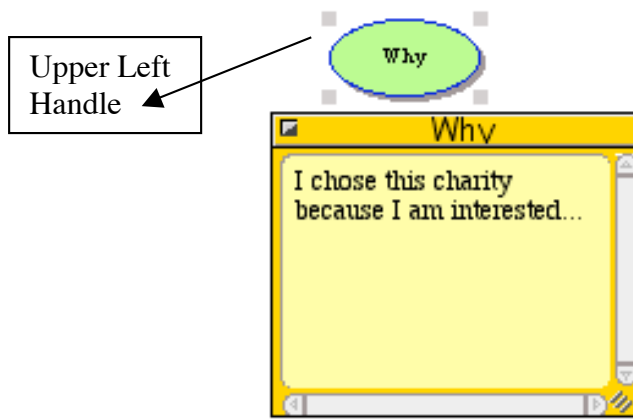 Why
Upper Left
Handle
Why
I chose this charity
because I am interested...